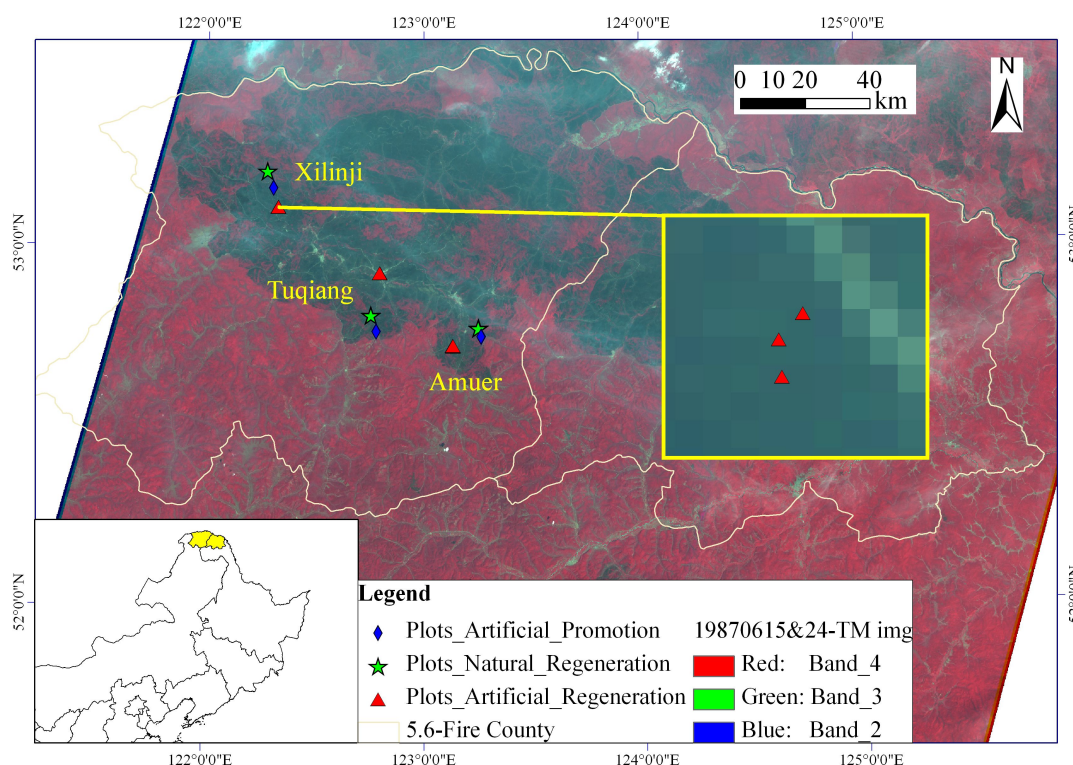 122°0'0"E 123°0'0"E 124°0'0"E 125°0'0"E
0 10 20 40
km
N
Xilinji
53°0'0"N
Tuqiang
Amuer
52°0'0"N
Legend
Plots_Artificial_Promotion
Plots_Natural_Regeneration
Plots_Artificial_Regeneration
5.6-Fire County
19870615&24-TM img
Red: Band_4
Green: Band_3
Blue: Band_2
122°0'0"E 123°0'0"E 124°0'0"E 125°0'0"E